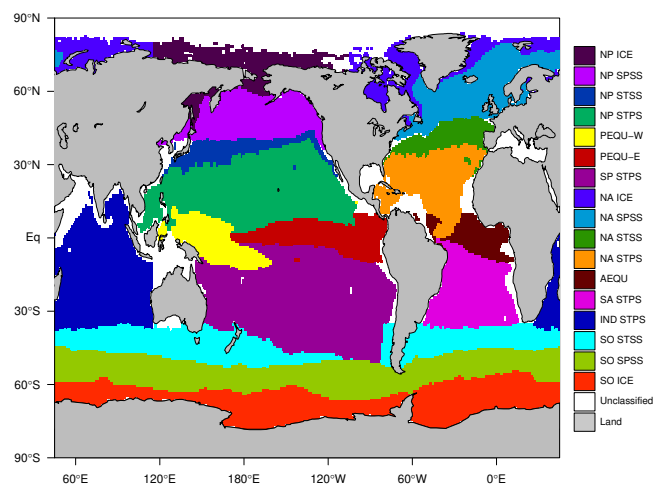 90°N
60°N
30°N
Eq
30°S
60°S
90°S
60°E
120°E
180°E
120°W
60°W
0°E
NP ICE
NP SPSS
NP STSS
NP STPS
PEQU−W
PEQU−E
SP STPS
NA ICE
NA SPSS
NA STSS
NA STPS
AEQU
SA STPS
IND STPS
SO STSS
SO SPSS
SO ICE
Unclassified
Land